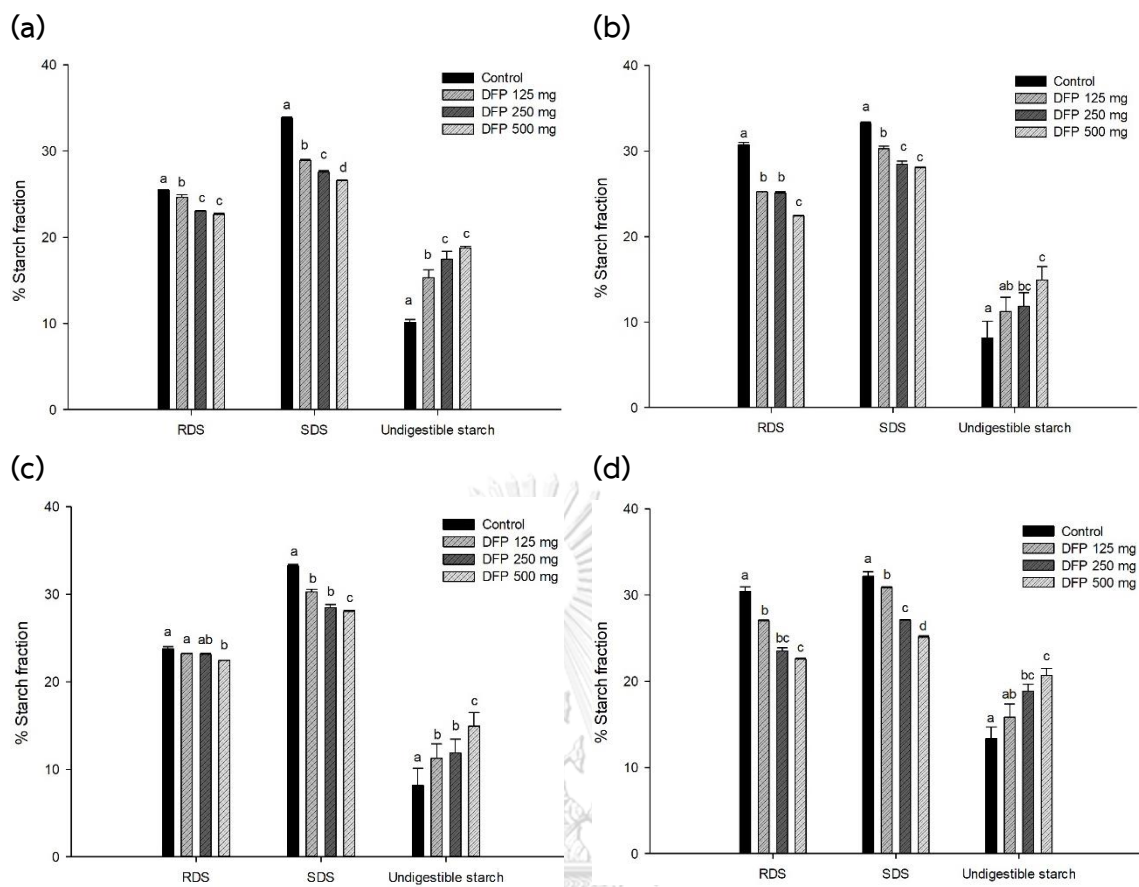 (a)
Control
DFP 125 mg
DFP 250 mg
DFP 500 mg
% Starch fraction
40
30
20
10
0
a
b
c
c
a
b
c
d
a
b
c
c
RDS
SDS
Undigestible starch
(b)
Control
DFP 125 mg
DFP 250 mg
DFP 500 mg
% Starch fraction
40
30
20
10
0
a
b
b
c
a
b
c
c
a
ab
bc
c
RDS
SDS
Undigestible starch
(c)
Control
DFP 125 mg
DFP 250 mg
DFP 500 mg
% Starch fraction
40
30
20
10
0
a
a
ab
b
a
b
b
c
a
b
b
c
RDS
SDS
Undigestible starch
(d)
Control
DFP 125 mg
DFP 250 mg
DFP 500 mg
% Starch fraction
40
30
20
10
0
a
b
bc
c
a
b
c
d
a
ab
bc
c
RDS
SDS
Undigestible starch